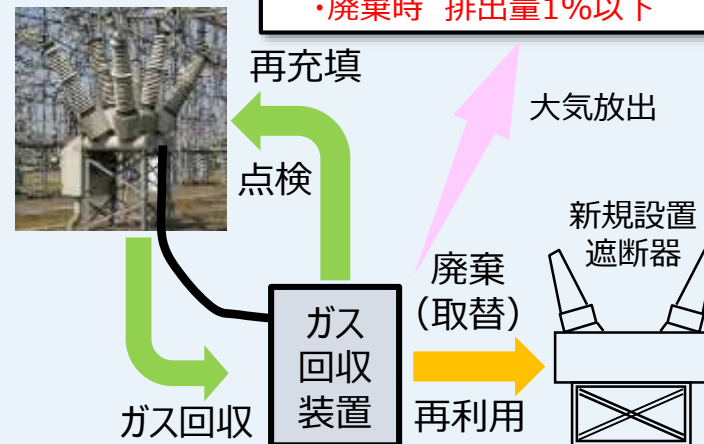 ・廃棄時 排出量1%以下
再充填
大気放出
点検
新規設置
遮断器
廃棄
（取替）
ガス
回収
装置
ガス回収
再利用